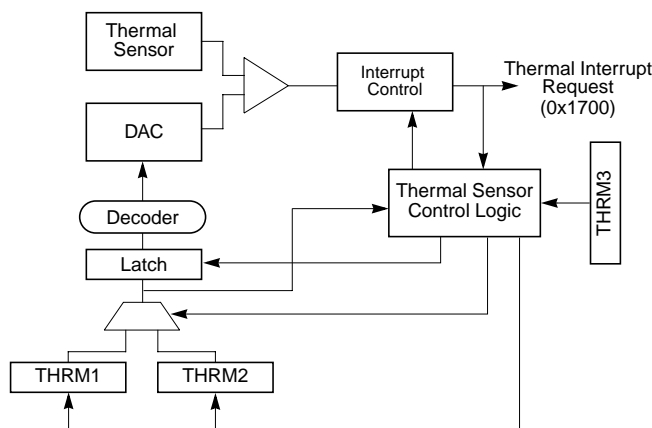 Thermal
Sensor
DAC
Decoder
Latch
THRM1
THRM2
Interrupt
Control
Thermal Interrupt
Request
(0x1700)
Thermal Sensor
Control Logic
THRM3